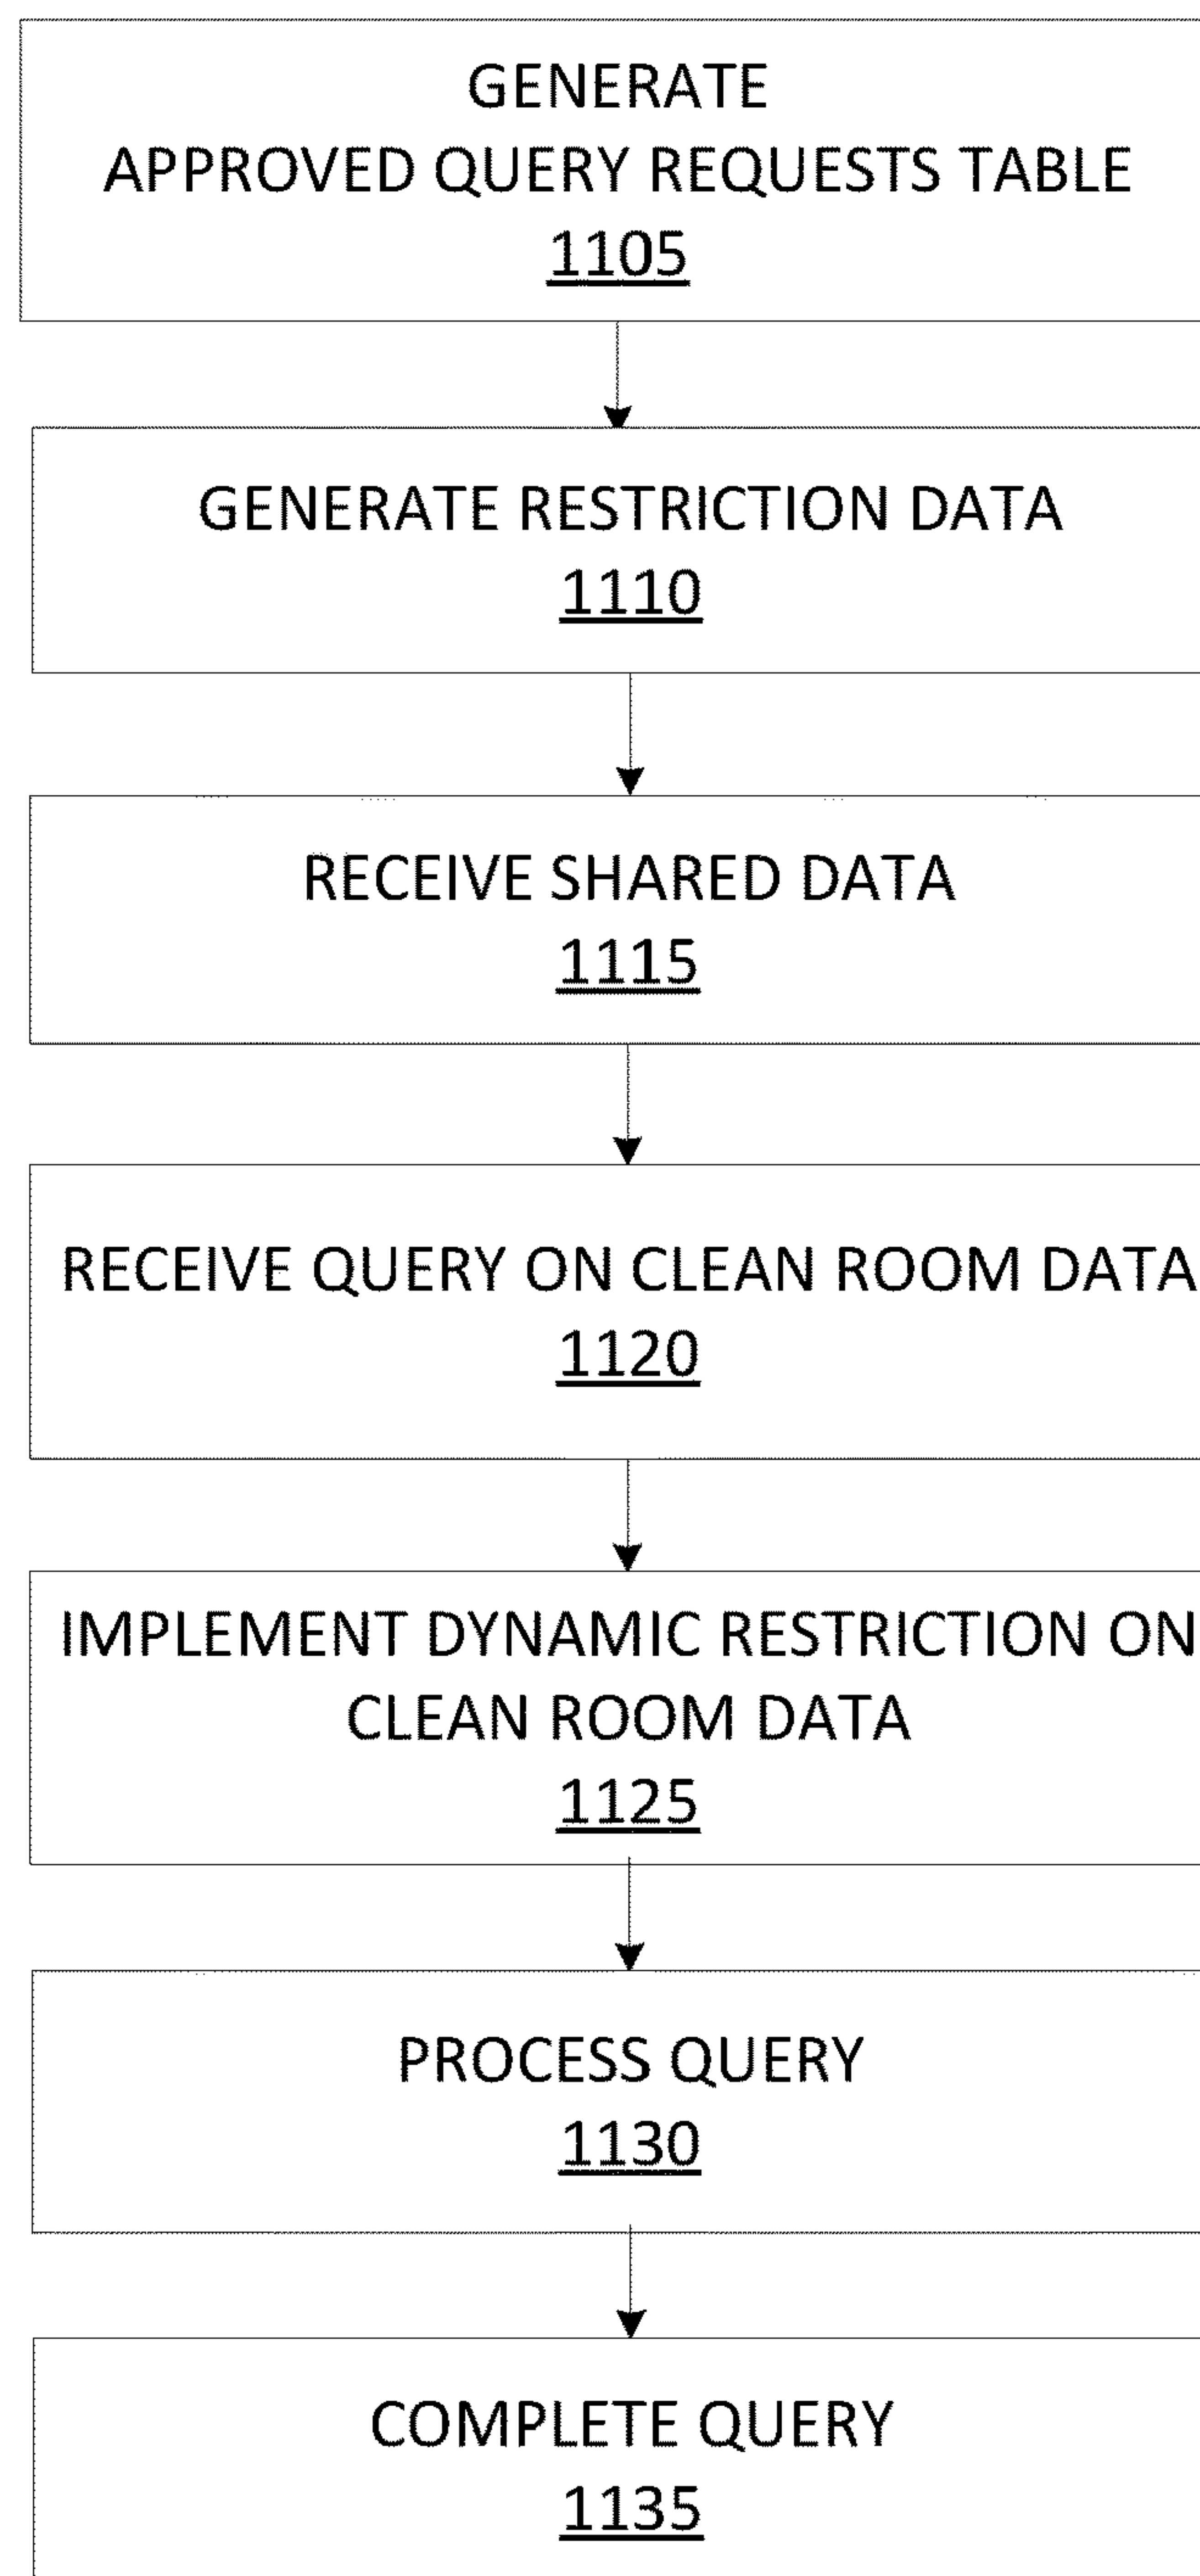 GENERATE
APPROVED QUERY REQUESTS TABLE
1105
GENERATE RESTRICTION DATA
1110
RECEIVE SHARED DATA
1115
RECEIVE QUERY ON CLEAN ROOM DATA
1120
IMPLEMENT DYNAMIC RESTRICTION ON
CLEAN ROOM DATA
1125
PROCESS QUERY
1130
COMPLETE QUERY
1135